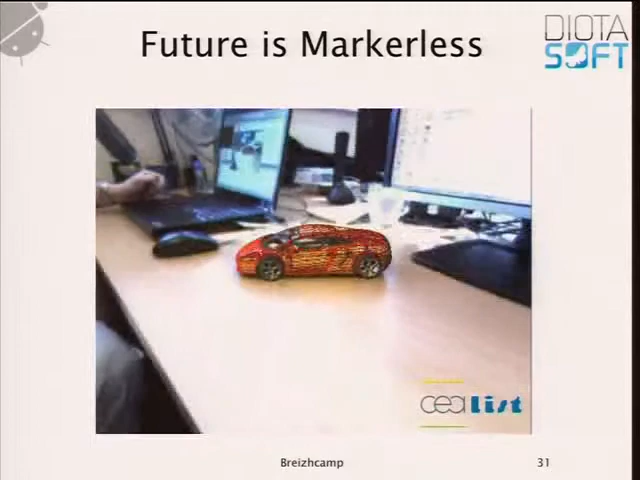 Future is Markerless
DIOTA
SOFT
cea list
Breizhcamp
31